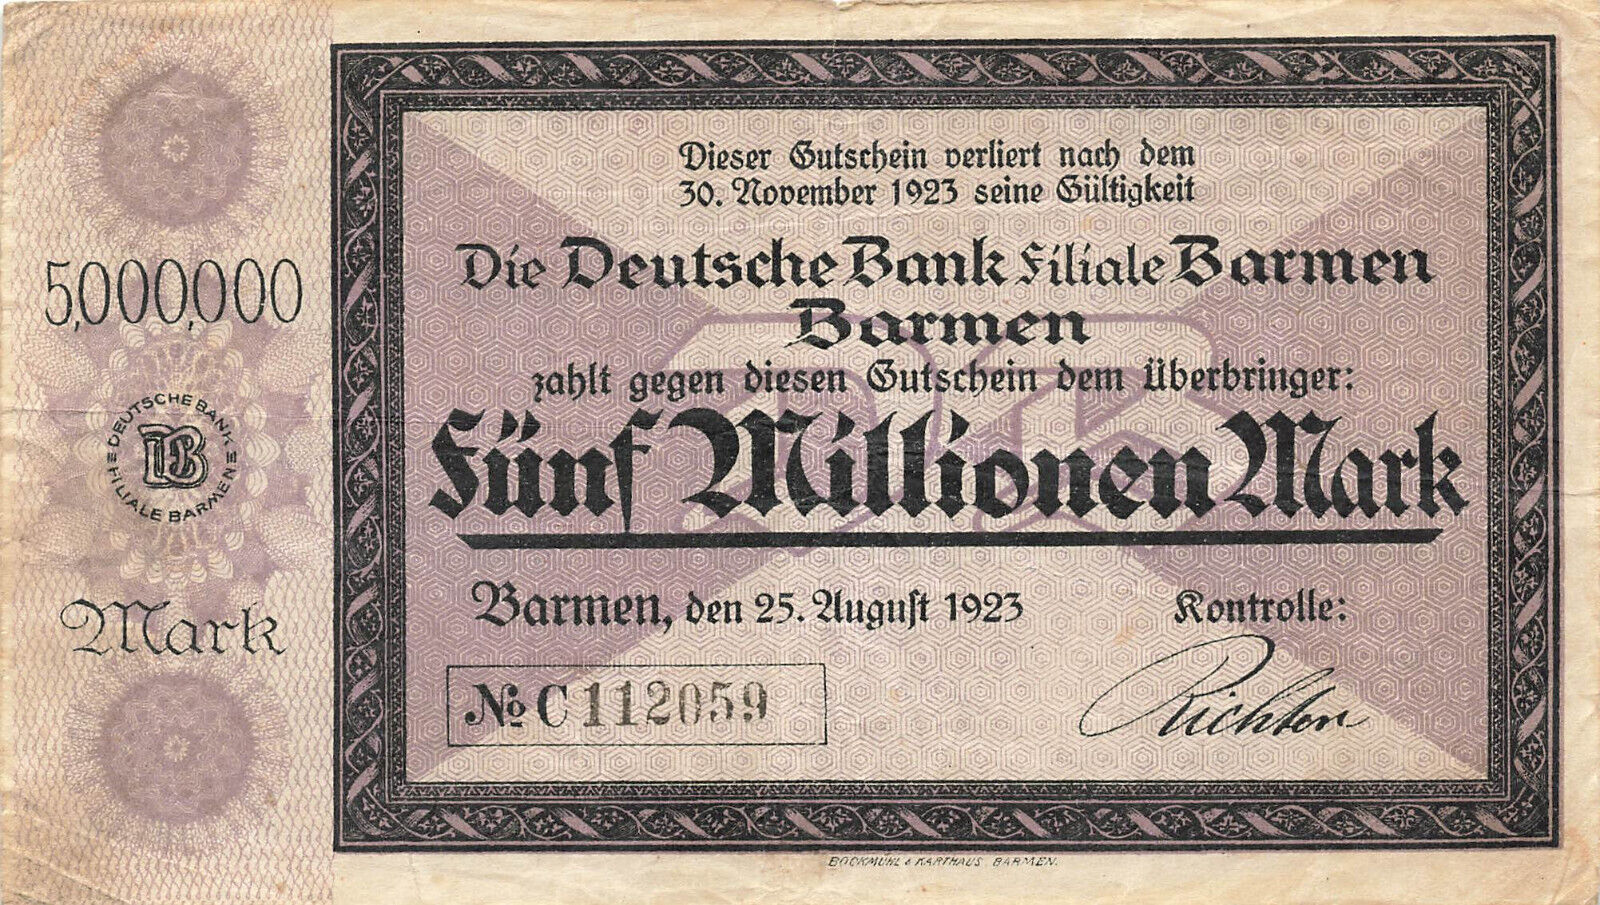 5,000,000
DEUTSCHE BANK
FILIALE BARMEN
DB
Mark
Dieser Gutschein verliert nach dem
30. November 1923 seine Gültigkeit
Die Deutsche Bank Filiale Barmen
Barmen
zahlt gegen diesen Gutschein dem Überbringer:
Fünf Millionen Mark
Barmen, den 25. August 1923
Kontrolle:
No C 112059
Richter
BOCKMÜHL & KARTHAUS BARMEN.